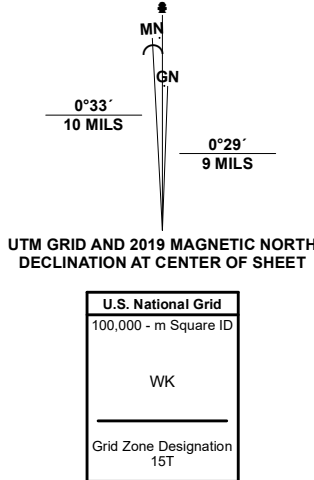 MN
GN
0°33´
10 MILS
0°29´
9 MILS
UTM GRID AND 2019 MAGNETIC NORTH
DECLINATION AT CENTER OF SHEET
U.S. National Grid
100,000 - m Square ID
WK
Grid Zone Designation
15T